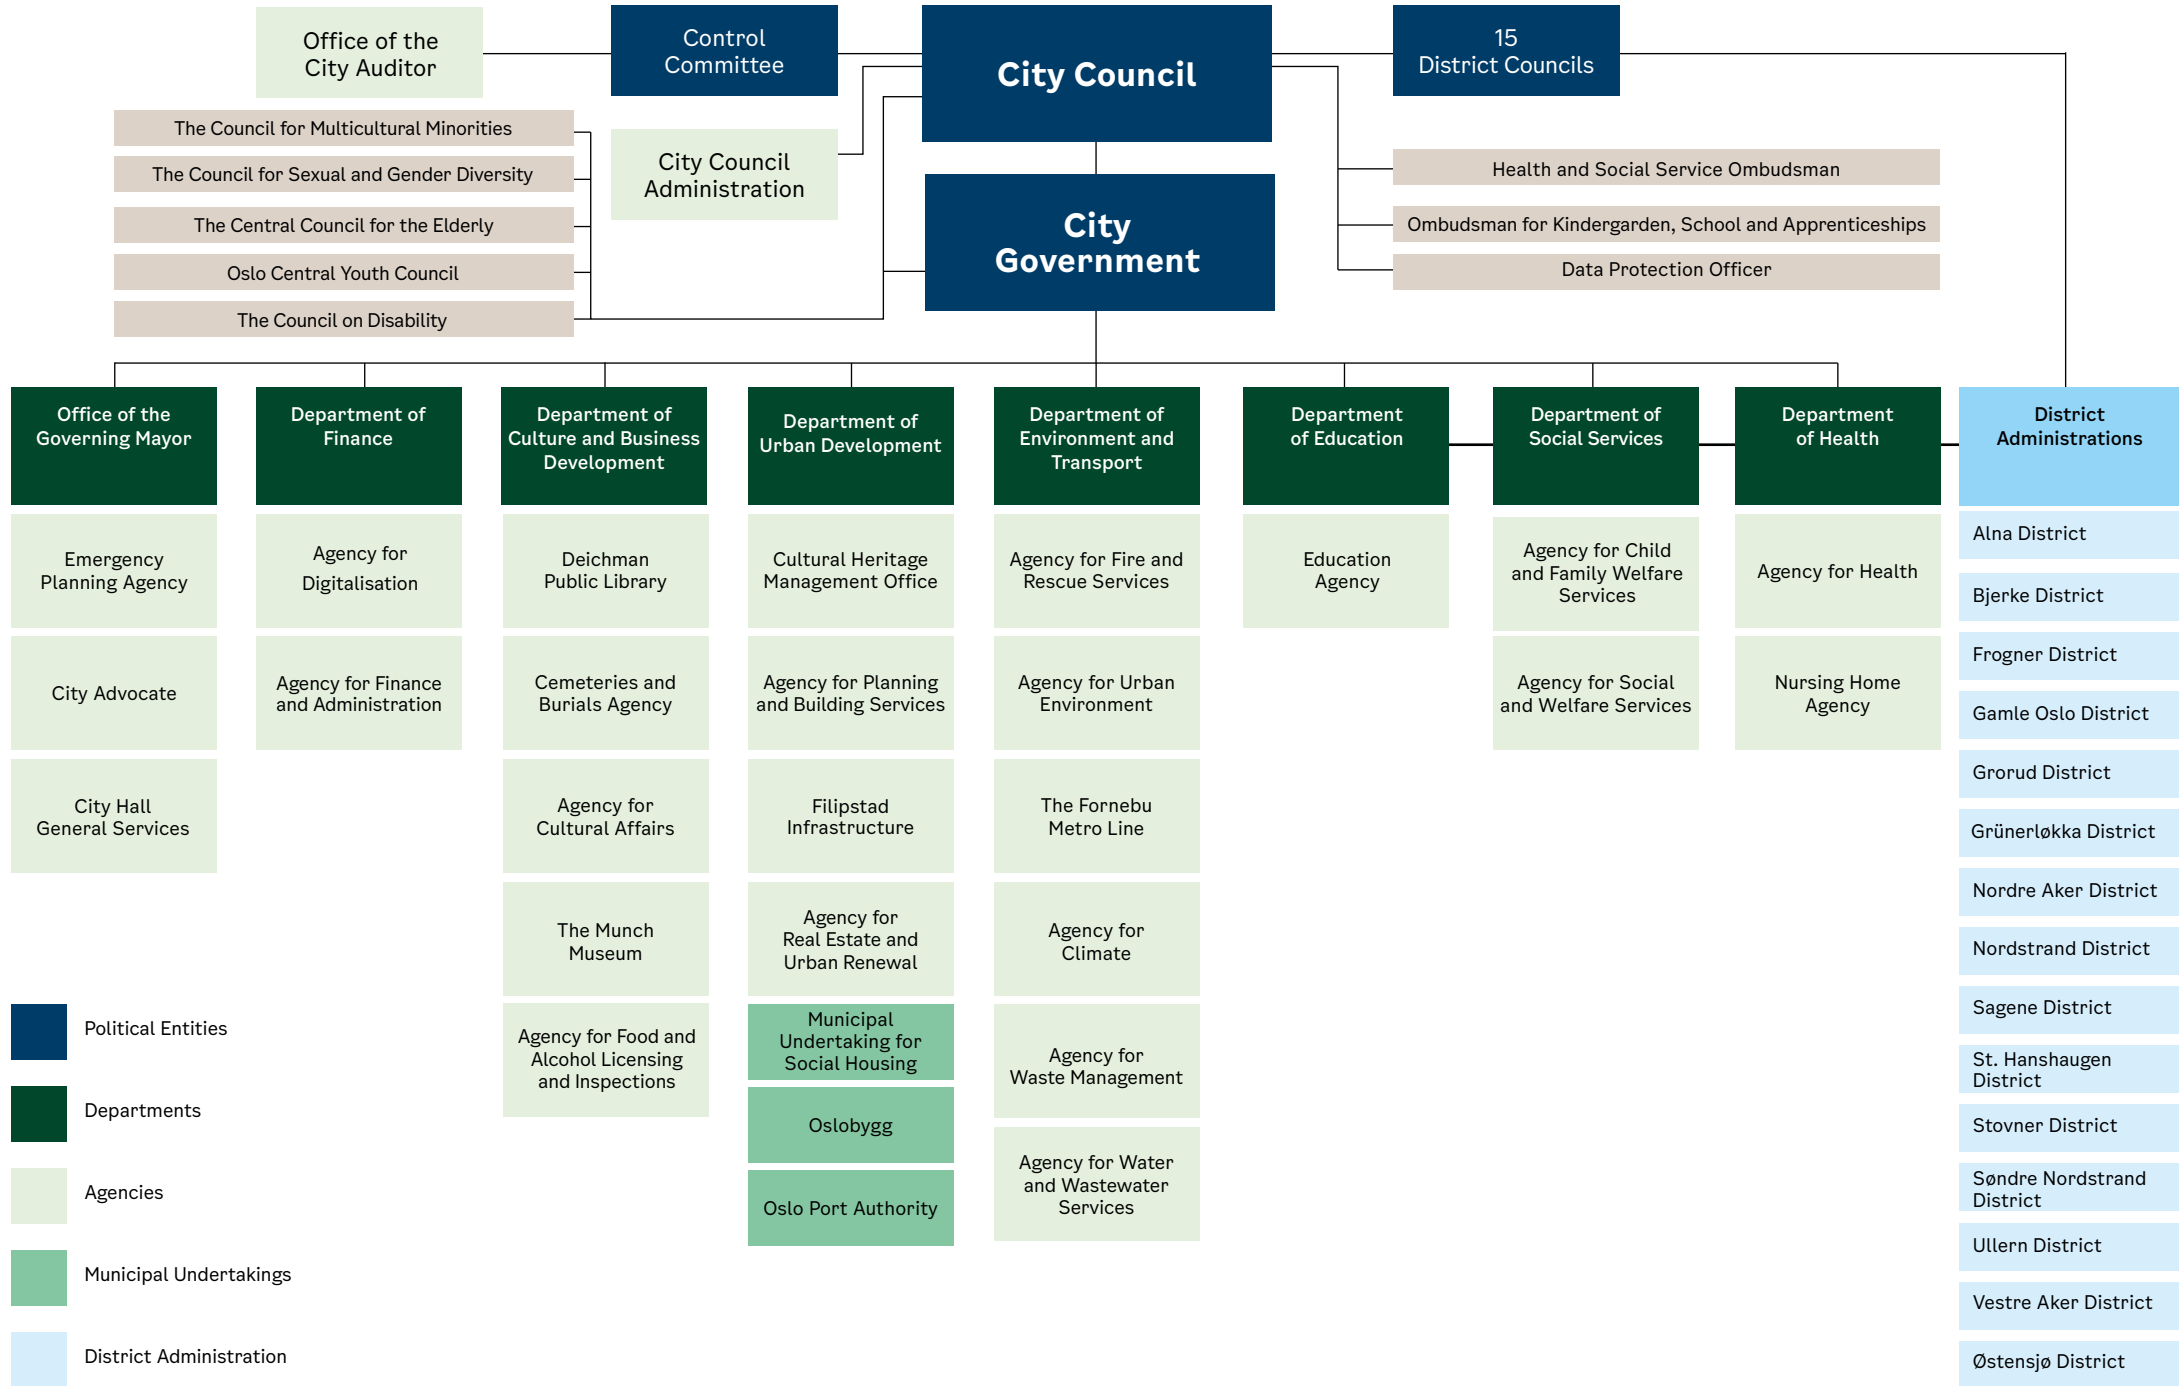 Office of the
City Auditor
Control
Committee
City Council
15
District Councils
The Council for Multicultural Minorities
The Council for Sexual and Gender Diversity
The Central Council for the Elderly
Oslo Central Youth Council
The Council on Disability
City Council
Administration
City
Government
Health and Social Service Ombudsman
Ombudsman for Kindergarden, School and Apprenticeships
Data Protection Officer
Office of the
Governing Mayor
Emergency
Planning Agency
City Advocate
City Hall
General Services
Department of
Finance
Agency for
Digitalisation
Agency for Finance
and Administration
Department of
Culture and Business
Development
Deichman
Public Library
Cemeteries and
Burials Agency
Agency for
Cultural Affairs
The Munch
Museum
Agency for Food and
Alcohol Licensing
and Inspections
Department of
Urban Development
Cultural Heritage
Management Office
Agency for Planning
and Building Services
Filipstad
Infrastructure
Agency for
Real Estate and
Urban Renewal
Municipal
Undertaking for
Social Housing
Oslobygg
Oslo Port Authority
Department of
Environment and
Transport
Agency for Fire and
Rescue Services
Agency for Urban
Environment
The Fornebu
Metro Line
Agency for
Climate
Agency for
Waste Management
Agency for Water
and Wastewater
Services
Department
of Education
Education
Agency
Department of
Social Services
Agency for Child
and Family Welfare
Services
Agency for Social
and Welfare Services
Department
of Health
Agency for Health
Nursing Home
Agency
District
Administrations
Alna District
Bjerke District
Frogner District
Gamle Oslo District
Grorud District
Grünerløkka District
Nordre Aker District
Nordstrand District
Sagene District
St. Hanshaugen
District
Stovner District
Søndre Nordstrand
District
Ullern District
Vestre Aker District
Østensjø District
Political Entities
Departments
Agencies
Municipal Undertakings
District Administration